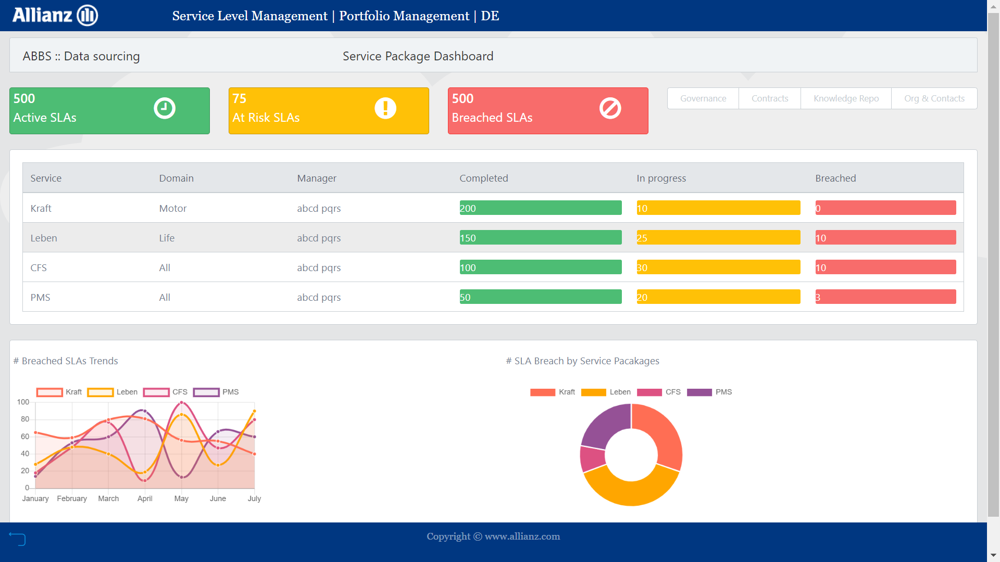 Allianz
Service Level Management | Portfolio Management | DE
ABBS :: Data sourcing
Service Package Dashboard
500
Active SLAs
75
At Risk SLAs
500
Breached SLAs
Governance
Contracts
Knowledge Repo
Org & Contacts
Service Domain Manager Completed In progress Breached
Kraft Motor abcd pqrs 200 10 0
Leben Life abcd pqrs 150 25 10
CFS All abcd pqrs 100 30 10
PMS All abcd pqrs 50 20 3
# Breached SLAs Trends
Kraft Leben CFS PMS
100
80
60
40
20
0
January February March April May June July
# SLA Breach by Service Pacakages
Kraft Leben CFS PMS
Copyright © www.allianz.com